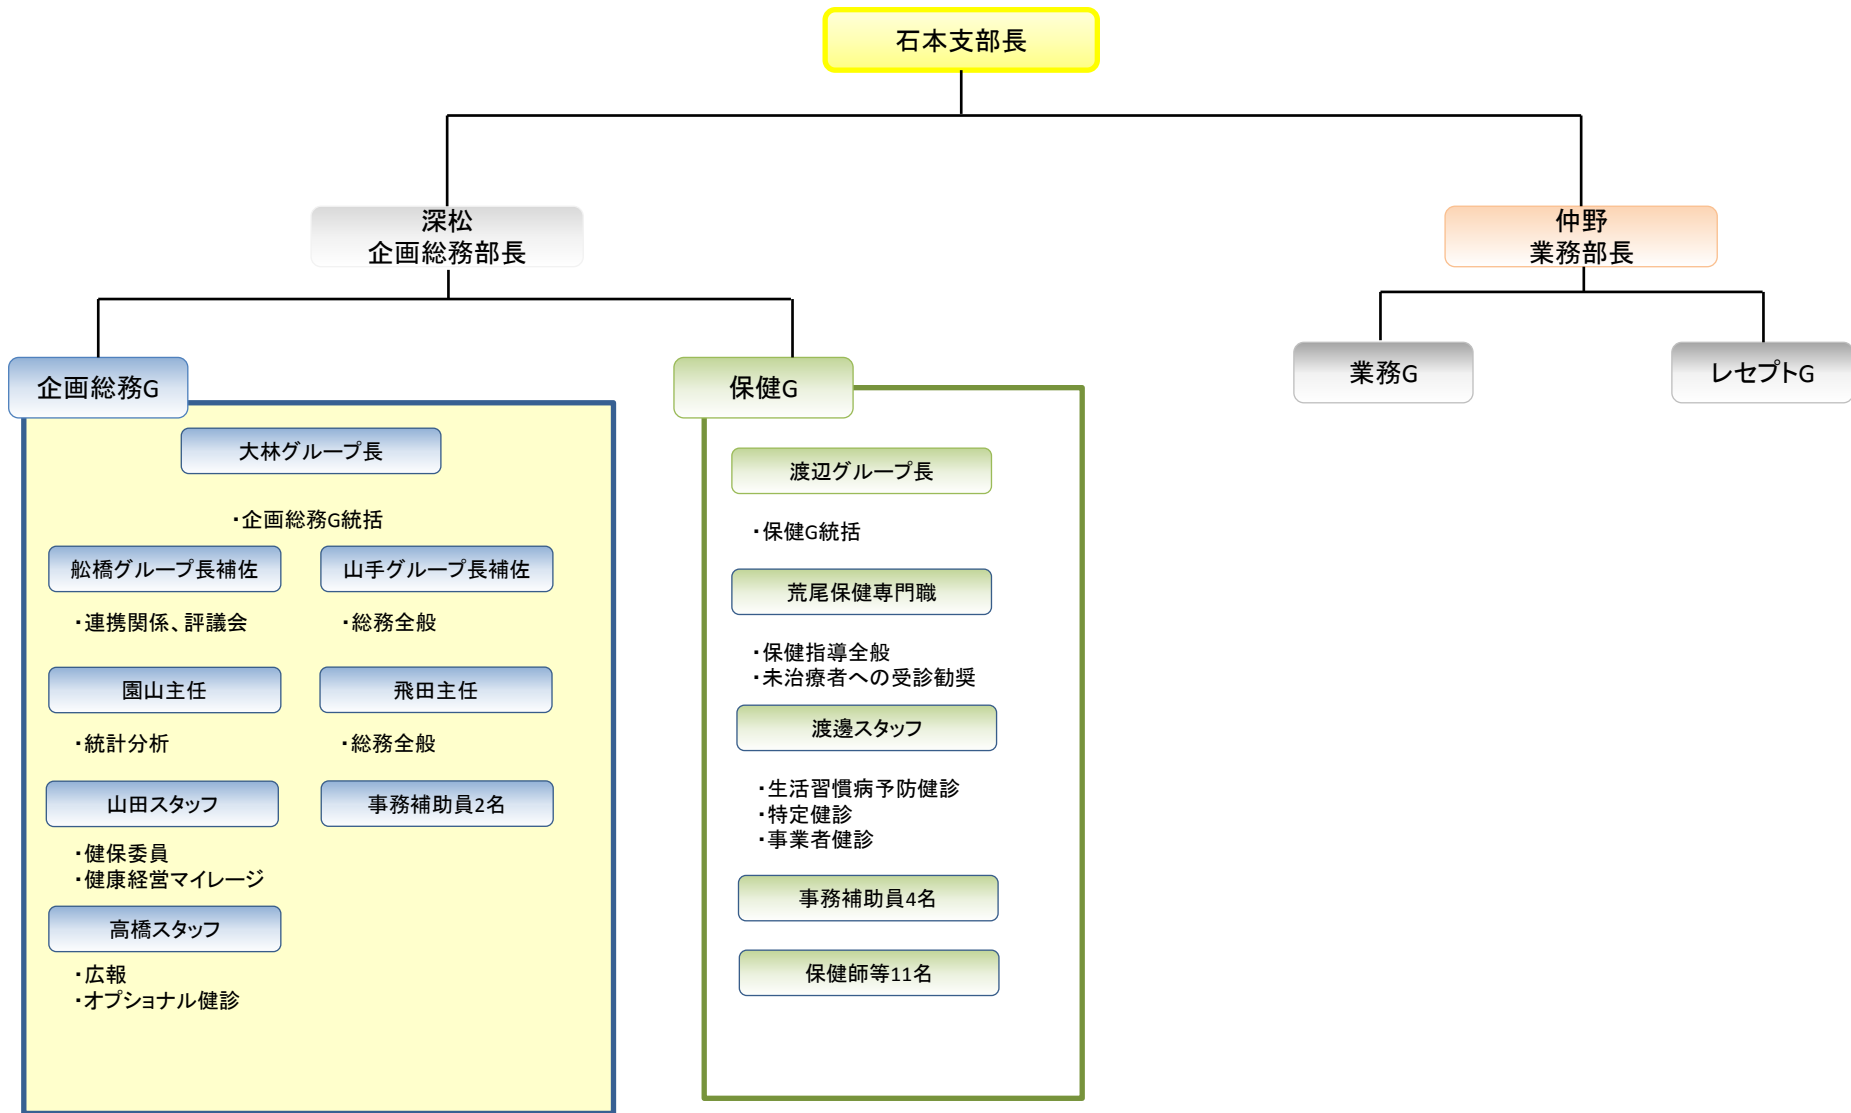 石本支部長
深松
企画総務部長
仲野
業務部長
企画総務G
保健G
業務G
レセプトG
大林グループ長
・企画総務G統括
舩橋グループ長補佐
・連携関係、評議会
山手グループ長補佐
・総務全般
園山主任
・統計分析
飛田主任
・総務全般
山田スタッフ
・健保委員
・健康経営マイレージ
事務補助員2名
高橋スタッフ
・広報
・オプショナル健診
渡辺グループ長
・保健G統括
荒尾保健専門職
・保健指導全般
・未治療者への受診勧奨
渡邊スタッフ
・生活習慣病予防健診
・特定健診
・事業者健診
事務補助員4名
保健師等11名